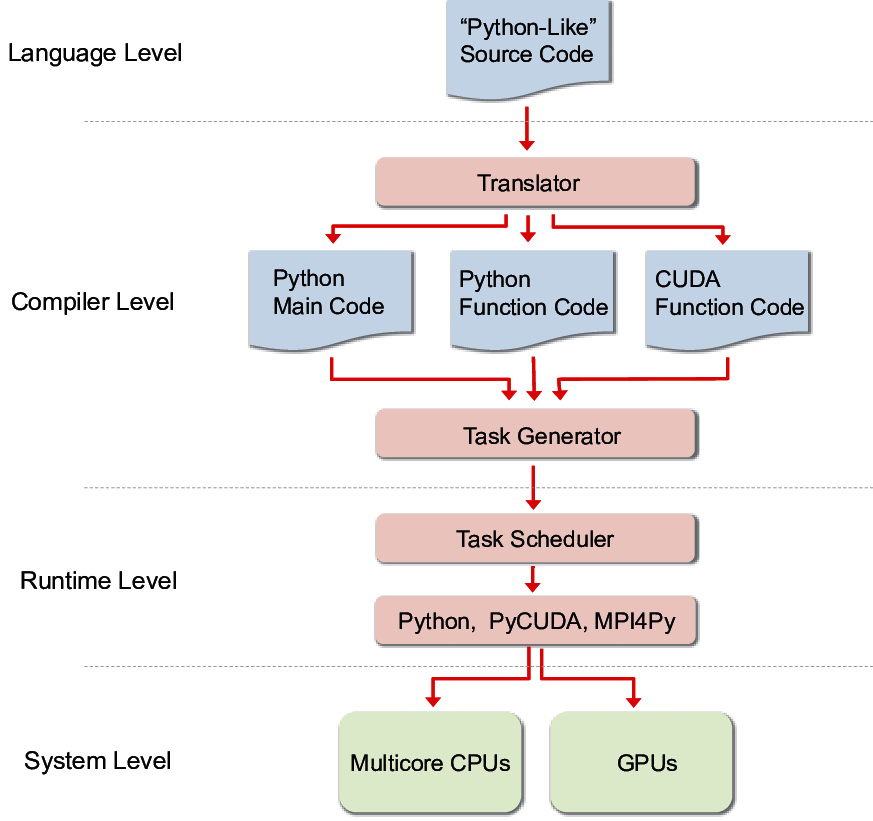 Language Level
“Python-Like”
Source Code
Translator
Compiler Level
Python
Main Code
Python
Function Code
CUDA
Function Code
Task Generator
Runtime Level
Task Scheduler
Python, PyCUDA, MPI4Py
System Level
Multicore CPUs
GPUs